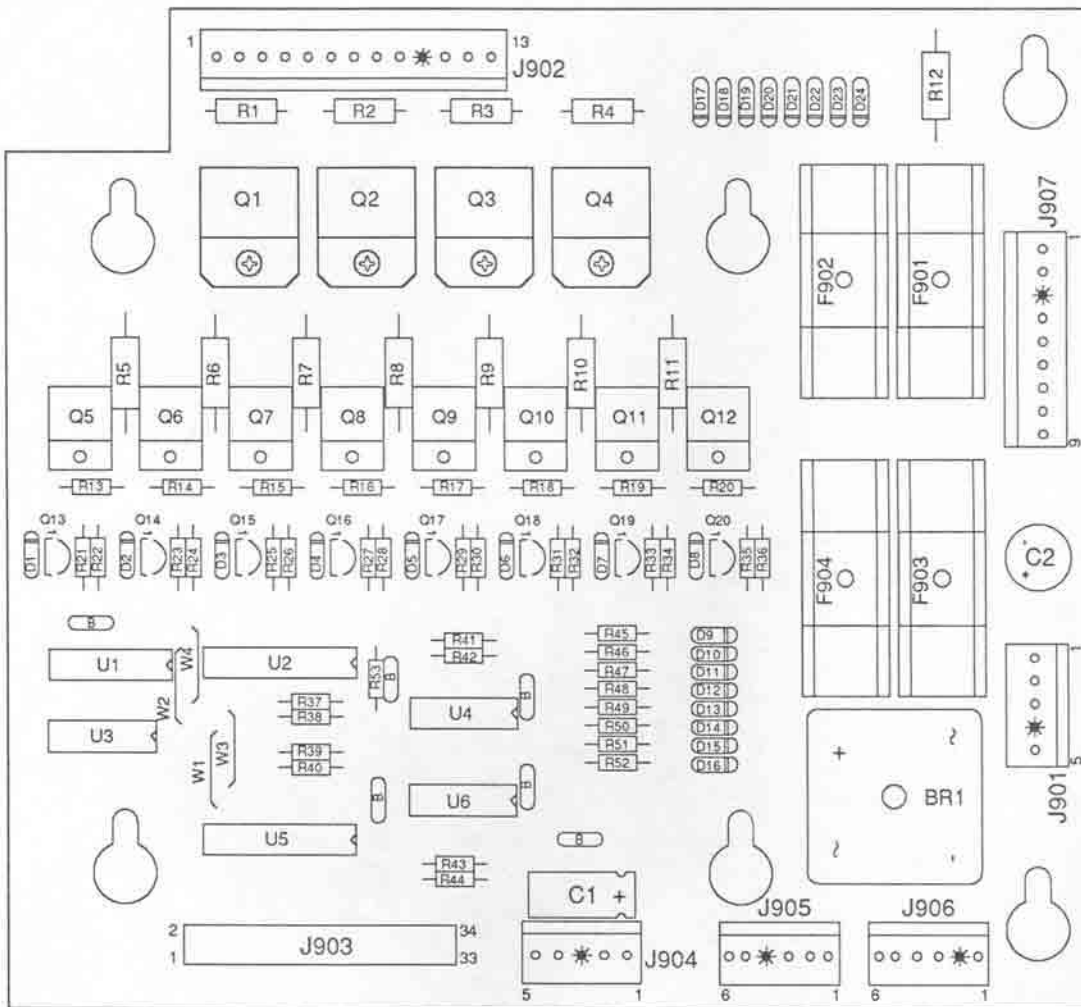 1 13
J902
R1 R2 R3 R4
D17 D18 D19 D20 D21 D22 D23 D24
R12
Q1 Q2 Q3 Q4
J907
1
9
F902 F901
R5 R6 R7 R8 R9 R10 R11
Q5 Q6 Q7 Q8 Q9 Q10 Q11 Q12
R13 R14 R15 R16 R17 R18 R19 R20
Q13 Q14 Q15 Q16 Q17 Q18 Q19 Q20
D1 R21 R22 D2 R23 R24 D3 R25 R26 D4 R27 R28 D5 R29 R30 D6 R31 R32 D7 R33 R34 D8 R35 R36
F904 F903
+ C2
B
U1 W4 U2 R53 B
R41
R42
R45 D9
R46 D10
R47 D11
R48 D12
R49 D13
R50 D14
R51 D15
R52 D16
1
5
J901
W2
U3
R37
R38
U4 B
W1 W3
R39
R40
B
U6 B
+ ~
BR1
~ -
U5
B
R43
R44
C1 +
2 34
J903
1 33
J904
5 1
J905
6 1
J906
6 1